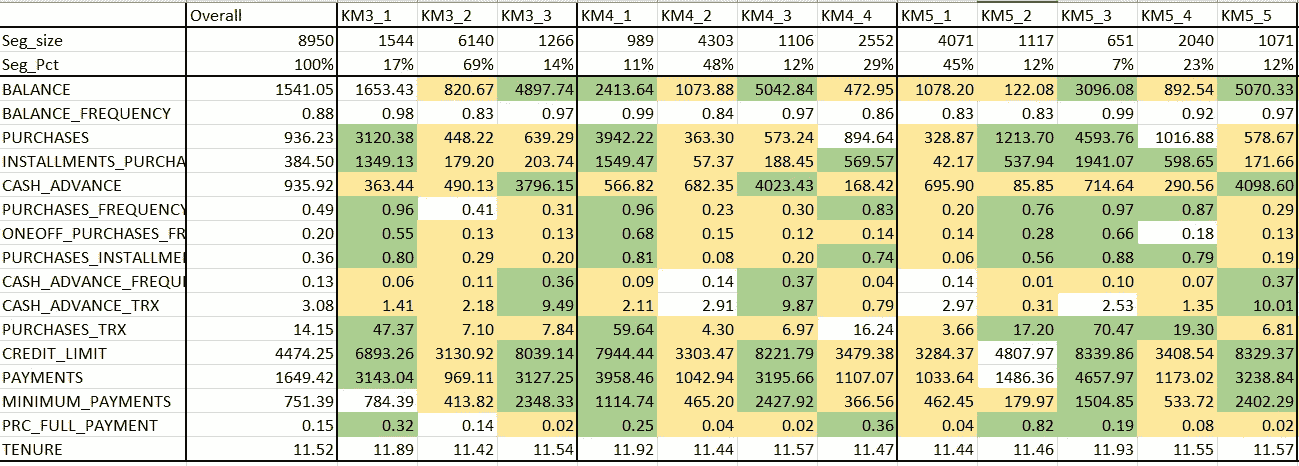 Overall KM3_1 KM3_2 KM3_3 KM4_1 KM4_2 KM4_3 KM4_4 KM5_1 KM5_2 KM5_3 KM5_4 KM5_5
Seg_size 8950 1544 6140 1266 989 4303 1106 2552 4071 1117 651 2040 1071
Seg_Pct 100% 17% 69% 14% 11% 48% 12% 29% 45% 12% 7% 23% 12%
BALANCE 1541.05 1653.43 820.67 4897.74 2413.64 1073.88 5042.84 472.95 1078.20 122.08 3096.08 892.54 5070.33
BALANCE_FREQUENCY 0.88 0.98 0.83 0.97 0.99 0.84 0.97 0.86 0.83 0.83 0.99 0.92 0.97
PURCHASES 936.23 3120.38 448.22 639.29 3942.22 363.30 573.24 894.64 328.87 1213.70 4593.76 1016.88 578.67
INSTALLMENTS_PURCHA 384.50 1349.13 179.20 203.74 1549.47 57.37 188.45 569.57 42.17 537.94 1941.07 598.65 171.66
CASH_ADVANCE 935.92 363.44 490.13 3796.15 566.82 682.35 4023.43 168.42 695.90 85.85 714.64 290.56 4098.60
PURCHASES_FREQUENCY 0.49 0.96 0.41 0.31 0.96 0.23 0.30 0.83 0.20 0.76 0.97 0.87 0.29
ONEOFF_PURCHASES_FR 0.20 0.55 0.13 0.13 0.68 0.15 0.12 0.14 0.14 0.28 0.66 0.18 0.13
PURCHASES_INSTALLME 0.36 0.80 0.29 0.20 0.81 0.08 0.20 0.74 0.06 0.56 0.88 0.79 0.19
CASH_ADVANCE_FREQUE 0.13 0.06 0.11 0.36 0.09 0.14 0.37 0.04 0.14 0.01 0.10 0.07 0.37
CASH_ADVANCE_TRX 3.08 1.41 2.18 9.49 2.11 2.91 9.87 0.79 2.97 0.31 2.53 1.35 10.01
PURCHASES_TRX 14.15 47.37 7.10 7.84 59.64 4.30 6.97 16.24 3.66 17.20 70.47 19.30 6.81
CREDIT_LIMIT 4474.25 6893.26 3130.92 8039.14 7944.44 3303.47 8221.79 3479.38 3284.37 4807.97 8339.86 3408.54 8329.37
PAYMENTS 1649.42 3143.04 969.11 3127.25 3958.46 1042.94 3195.66 1107.07 1033.64 1486.36 4657.97 1173.02 3238.84
MINIMUM_PAYMENTS 751.39 784.39 413.82 2348.33 1114.74 465.20 2427.92 366.56 462.45 179.97 1504.85 533.72 2402.29
PRC_FULL_PAYMENT 0.15 0.32 0.14 0.02 0.25 0.04 0.02 0.36 0.04 0.82 0.19 0.08 0.02
TENURE 11.52 11.89 11.42 11.54 11.92 11.44 11.57 11.47 11.44 11.46 11.93 11.55 11.57